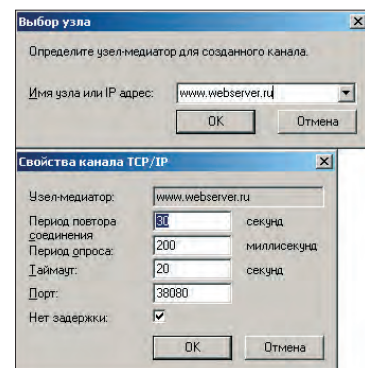 Выбор узла
Определите узел-медиатор для созданного канала.
Имя узла или IP адрес: www.webserver.ru
OK Отмена
Свойства канала TCP/IP
Узел-медиатор: www.webserver.ru
Период повтора соединения 30 секунд
Период опроса: 200 миллисекунд
Таймаут: 20 секунд
Порт: 38080
Нет задержки:
OK Отмена